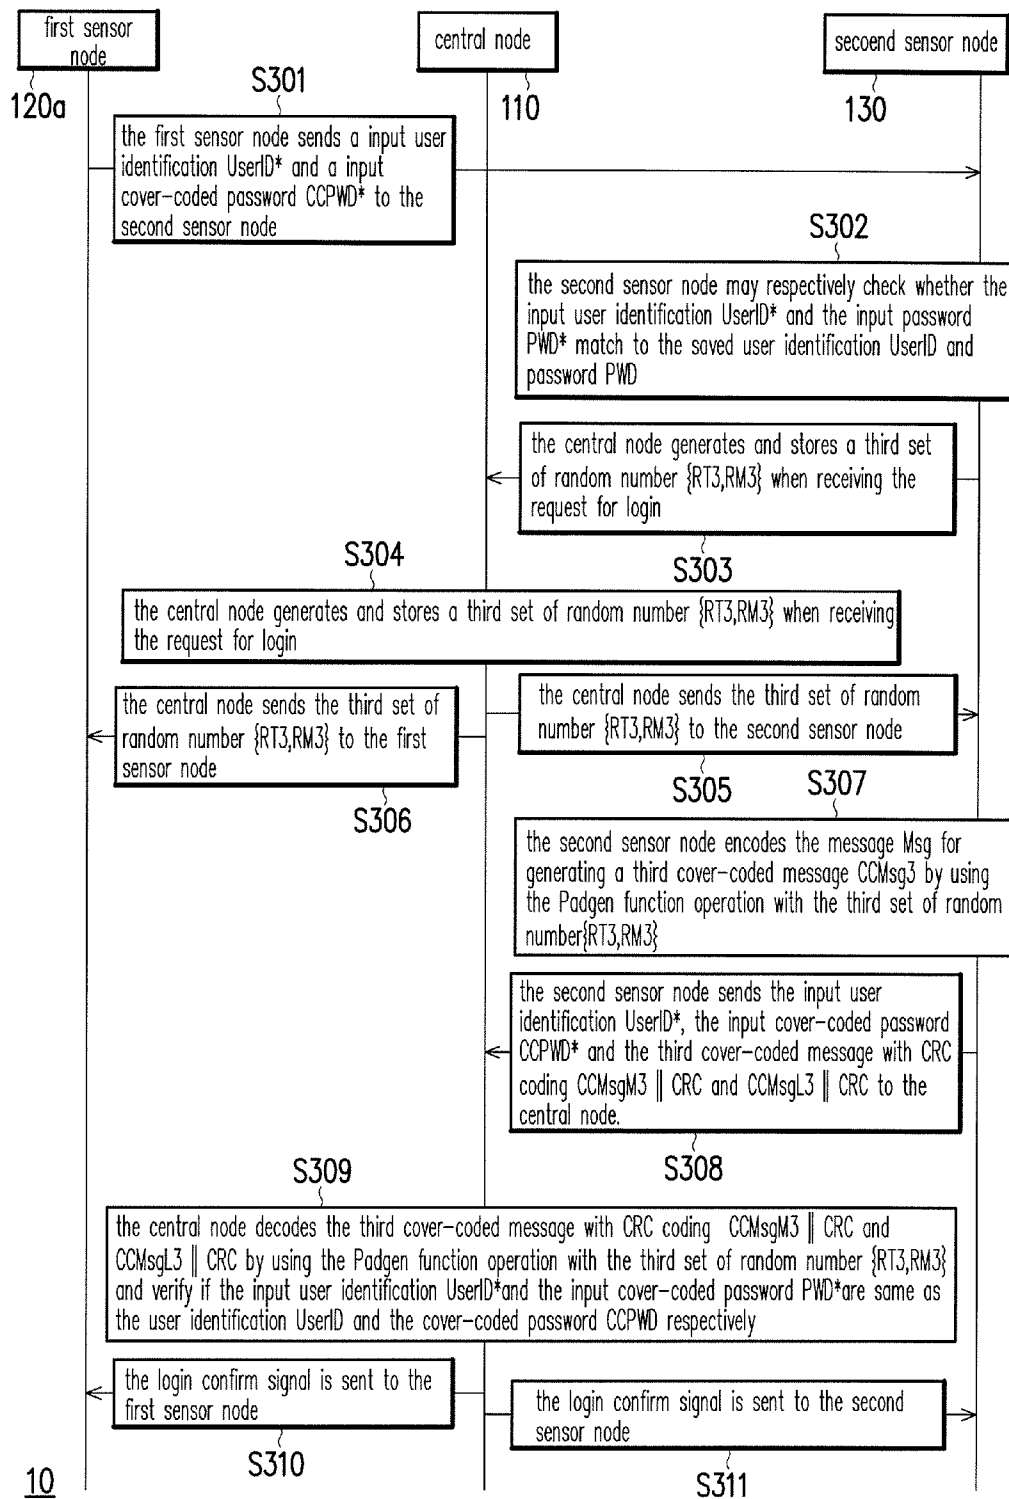 first sensor
node
central node
secoend sensor node
120a
S301
110
130
the first sensor node sends a input user
identification UserID* and a input
cover-coded password CCPWD* to the
second sensor node
S302
the second sensor node may respectively check whether the
input user identification UserID* and the input password
PWD* match to the saved user identification UserID and
password PWD
the central node generates and stores a third set
of random number {RT3,RM3} when receiving the
request for login
S303
S304
the central node generates and stores a third set of random number {RT3,RM3} when receiving
the request for login
the central node sends the third set of
random number {RT3,RM3} to the first
sensor node
S306
the central node sends the third set of random
number {RT3,RM3} to the second sensor node
S305
S307
the second sensor node encodes the message Msg for
generating a third cover-coded message CCMsg3 by using
the Padgen function operation with the third set of random
number{RT3,RM3}
the second sensor node sends the input user
identification UserID*, the input cover-coded password
CCPWD* and the third cover-coded message with CRC
coding CCMsgM3 || CRC and CCMsgL3 || CRC to the
central node.
S308
S309
the central node decodes the third cover-coded message with CRC coding CCMsgM3 || CRC and
CCMsgL3 || CRC by using the Padgen function operation with the third set of random number {RT3,RM3}
and verify if the input user identification UserID*and the input cover-coded password PWD*are same as
the user identification UserID and the cover-coded password CCPWD respectively
the login confirm signal is sent to the
first sensor node
S310
the login confirm signal is sent to the second
sensor node
S311
10